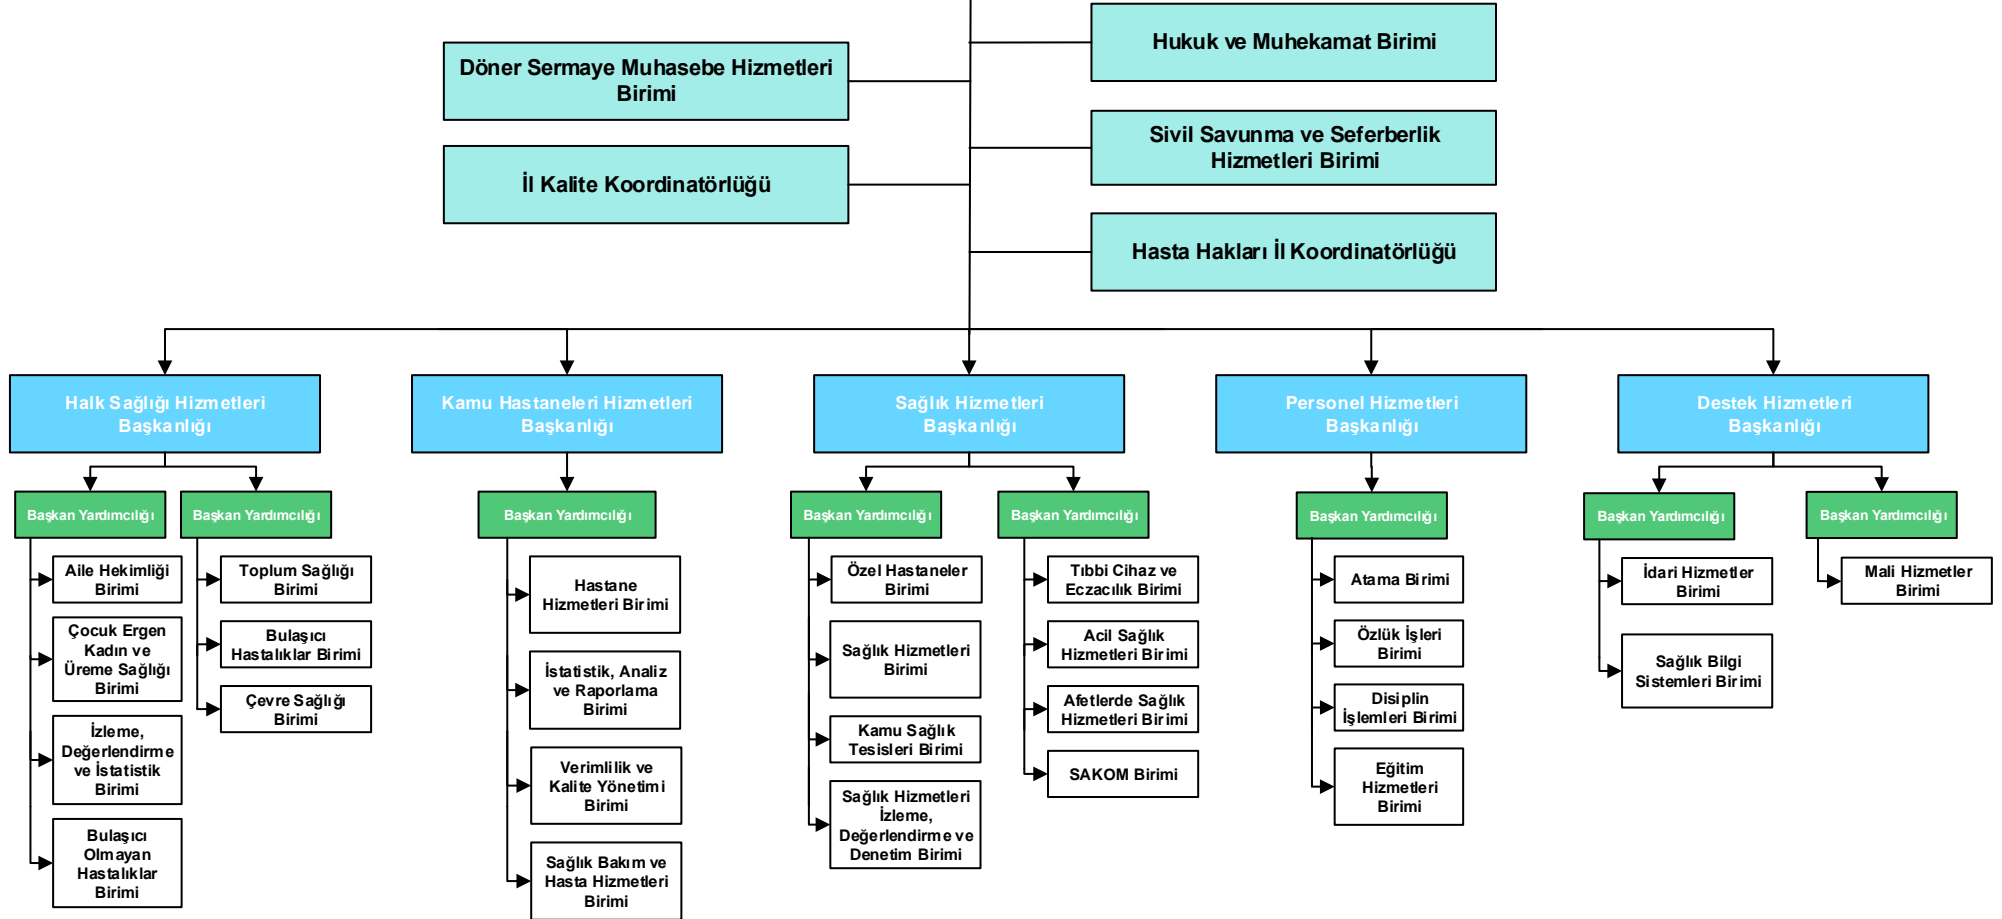 Hukuk ve Muhekamat Birimi
Döner Sermaye Muhasebe Hizmetleri
Birimi
Sivil Savunma ve Seferberlik
Hizmetleri Birimi
İl Kalite Koordinatörlüğü
Hasta Hakları İl Koordinatörlüğü
Halk Sağlığı Hizmetleri
Başkanlığı
Kamu Hastaneleri Hizmetleri
Başkanlığı
Sağlık Hizmetleri
Başkanlığı
Personel Hizmetleri
Başkanlığı
Destek Hizmetleri
Başkanlığı
Başkan Yardımcılığı
Başkan Yardımcılığı
Başkan Yardımcılığı
Başkan Yardımcılığı
Başkan Yardımcılığı
Başkan Yardımcılığı
Başkan Yardımcılığı
Başkan Yardımcılığı
Aile Hekimliği
Birimi
Çocuk Ergen
Kadın ve
Üreme Sağlığı
Birimi
İzleme,
Değerlendirme
ve İstatistik
Birimi
Bulaşıcı
Olmayan
Hastalıklar
Birimi
Toplum Sağlığı
Birimi
Bulaşıcı
Hastalıklar Birimi
Çevre Sağlığı
Birimi
Hastane
Hizmetleri Birimi
İstatistik, Analiz
ve Raporlama
Birimi
Verimlilik ve
Kalite Yönetimi
Birimi
Sağlık Bakım ve
Hasta Hizmetleri
Birimi
Özel Hastaneler
Birimi
Sağlık Hizmetleri
Birimi
Kamu Sağlık
Tesisleri Birimi
Sağlık Hizmetleri
İzleme,
Değerlendirme ve
Denetim Birimi
Tıbbi Cihaz ve
Eczacılık Birimi
Acil Sağlık
Hizmetleri Birimi
Afetlerde Sağlık
Hizmetleri Birimi
SAKOM Birimi
Atama Birimi
Özlük İşleri
Birimi
Disiplin
İşlemleri Birimi
Eğitim
Hizmetleri
Birimi
İdari Hizmetler
Birimi
Sağlık Bilgi
Sistemleri Birimi
Mali Hizmetler
Birimi